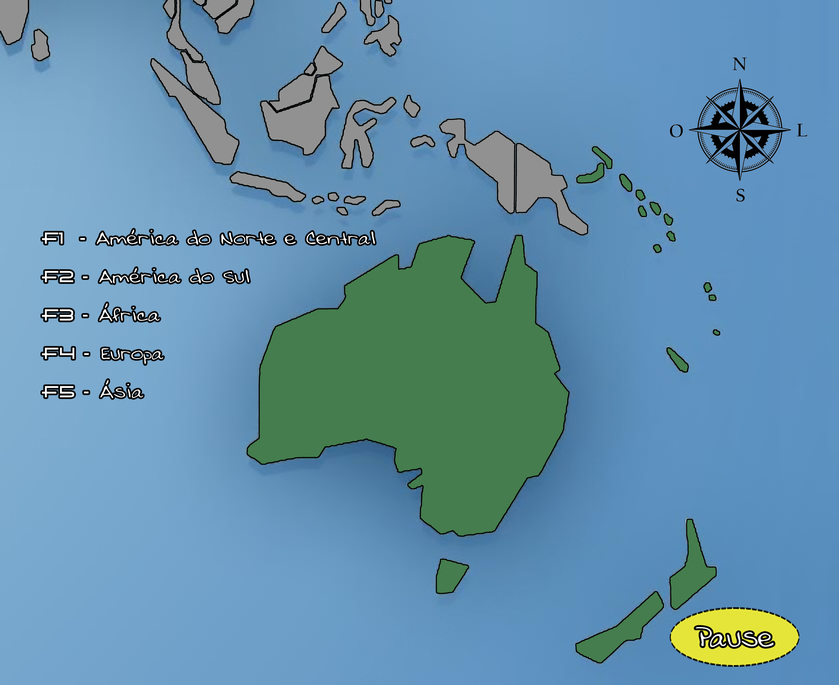 N
O L
S
F1 - América do Norte e Central
F2 - América do Sul
F3 - África
F4 - Europa
F5 - Ásia
Pause